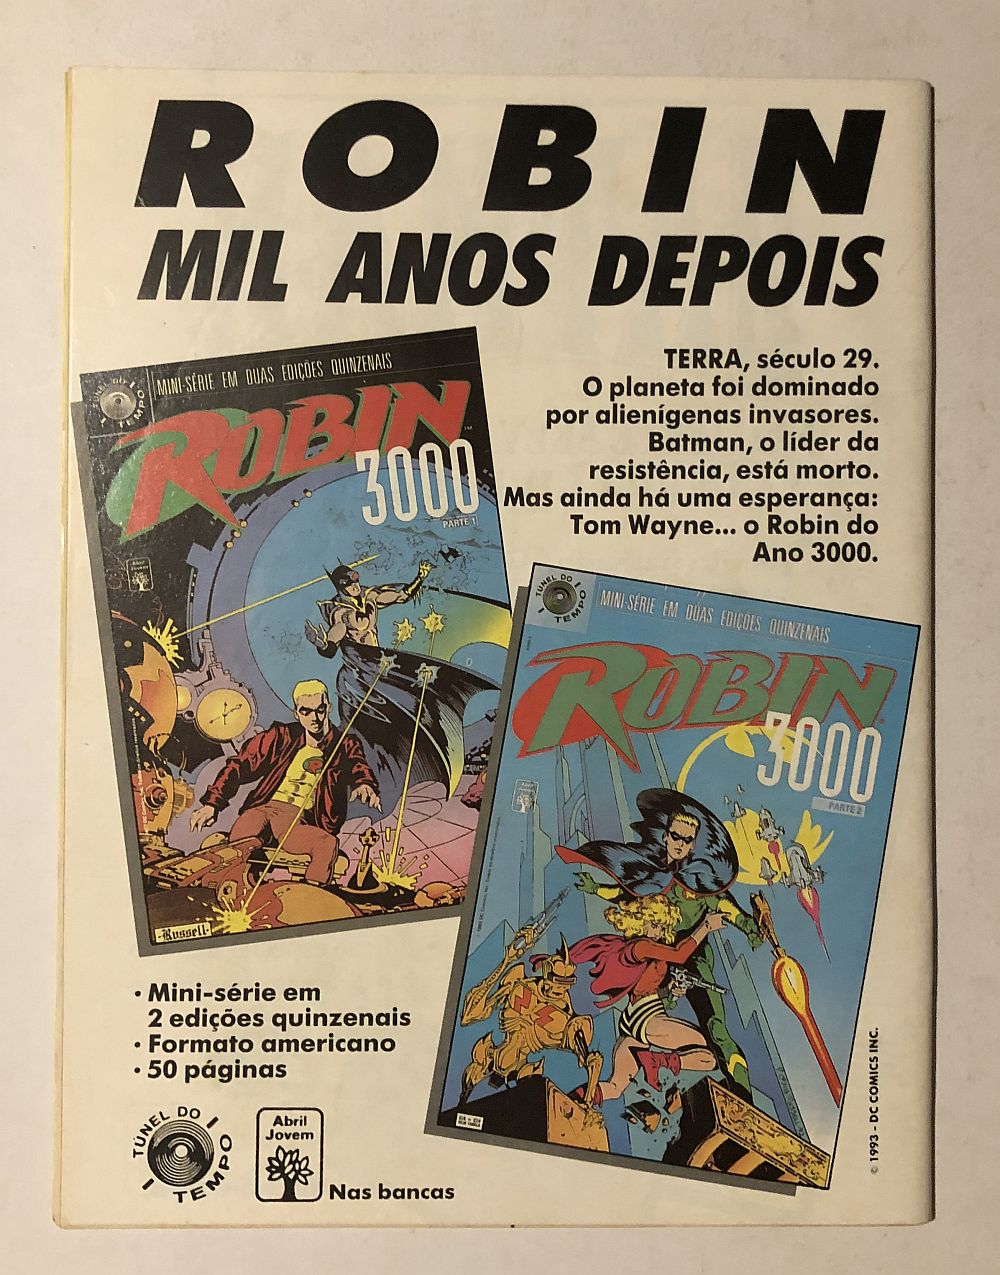 ROBIN
MIL ANOS DEPOIS
TERRA, século 29.
O planeta foi dominado
por alienígenas invasores.
Batman, o líder da
resistência, está morto.
Mas ainda há uma esperança:
Tom Wayne... o Robin do
Ano 3000.
TÚNEL DO
TEMPO
MINI-SÉRIE EM DUAS EDIÇÕES QUINZENAIS
ROBIN
3000
PARTE 1
Abril
Jovem
Russell
TÚNEL DO
TEMPO
MINI-SÉRIE EM DUAS EDIÇÕES QUINZENAIS
ROBIN
3000
PARTE 2
Abril
Jovem
· Mini-série em
2 edições quinzenais
· Formato americano
· 50 páginas
TÚNEL DO
TEMPO
Abril
Jovem
Nas bancas
© 1993 - DC COMICS INC.